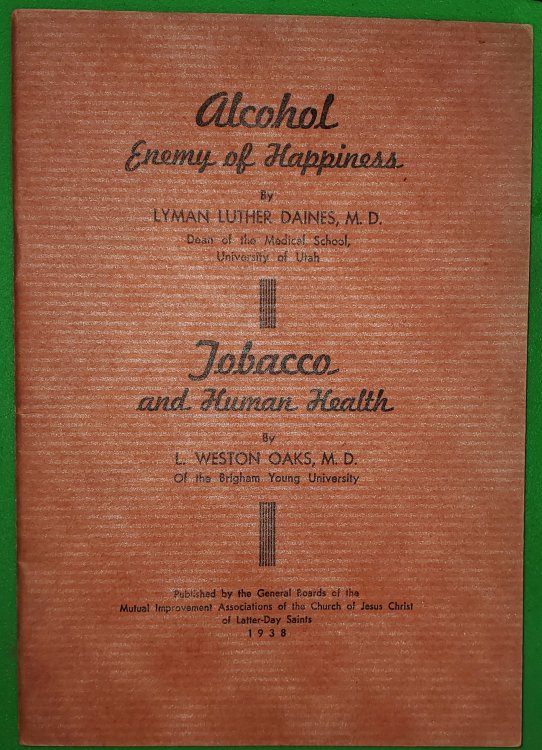 Alcohol
Enemy of Happiness
By
LYMAN LUTHER DAINES, M. D.
Dean of the Medical School,
University of Utah
Tobacco
and Human Health
By
L. WESTON OAKS, M. D.
Of the Brigham Young University
Published by the General Boards of the
Mutual Improvement Associations of the Church of Jesus Christ
of Latter-Day Saints
1938